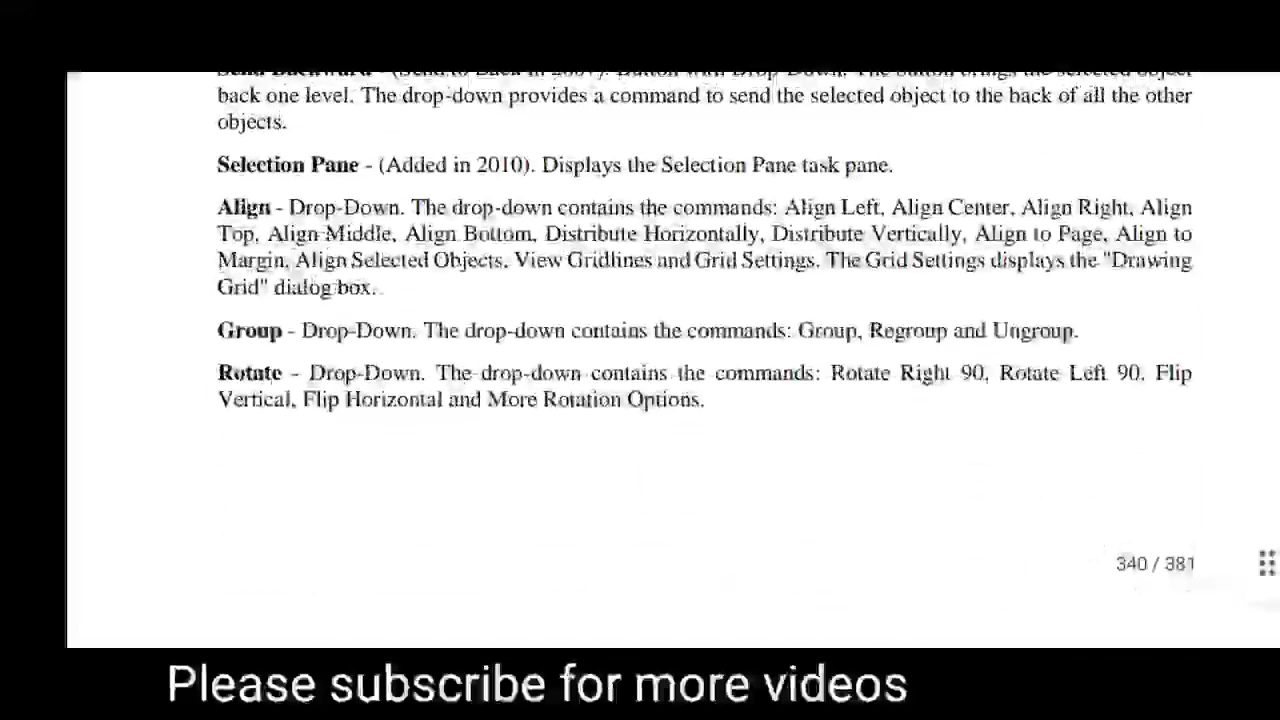 back one level. The drop-down provides a command to send the selected object to the back of all the other
objects.
Selection Pane - (Added in 2010). Displays the Selection Pane task pane.
Align - Drop-Down. The drop-down contains the commands: Align Left, Align Center, Align Right, Align
Top, Align Middle, Align Bottom, Distribute Horizontally, Distribute Vertically, Align to Page, Align to
Margin, Align Selected Objects, View Gridlines and Grid Settings. The Grid Settings displays the "Drawing
Grid" dialog box.
Group - Drop-Down. The drop-down contains the commands: Group, Regroup and Ungroup.
Rotate - Drop-Down. The drop-down contains the commands: Rotate Right 90, Rotate Left 90, Flip
Vertical, Flip Horizontal and More Rotation Options.
340 / 381
Please subscribe for more videos